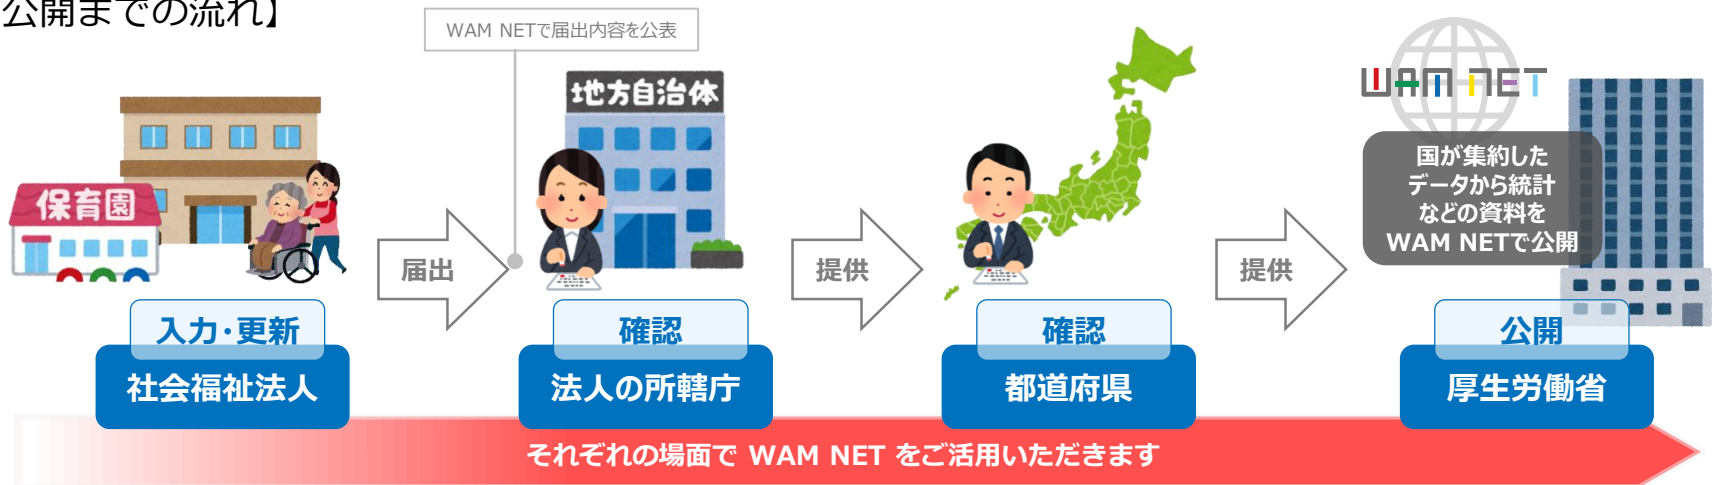 公開までの流れ】
WAM NETで届出内容を公表
地方自治体
保育園
WAM NET
国が集約した
データから統計
などの資料を
WAM NETで公開
届出
提供
提供
入力・更新
確認
確認
公開
社会福祉法人
法人の所轄庁
都道府県
厚生労働省
それぞれの場面で WAM NET をご活用いただきます